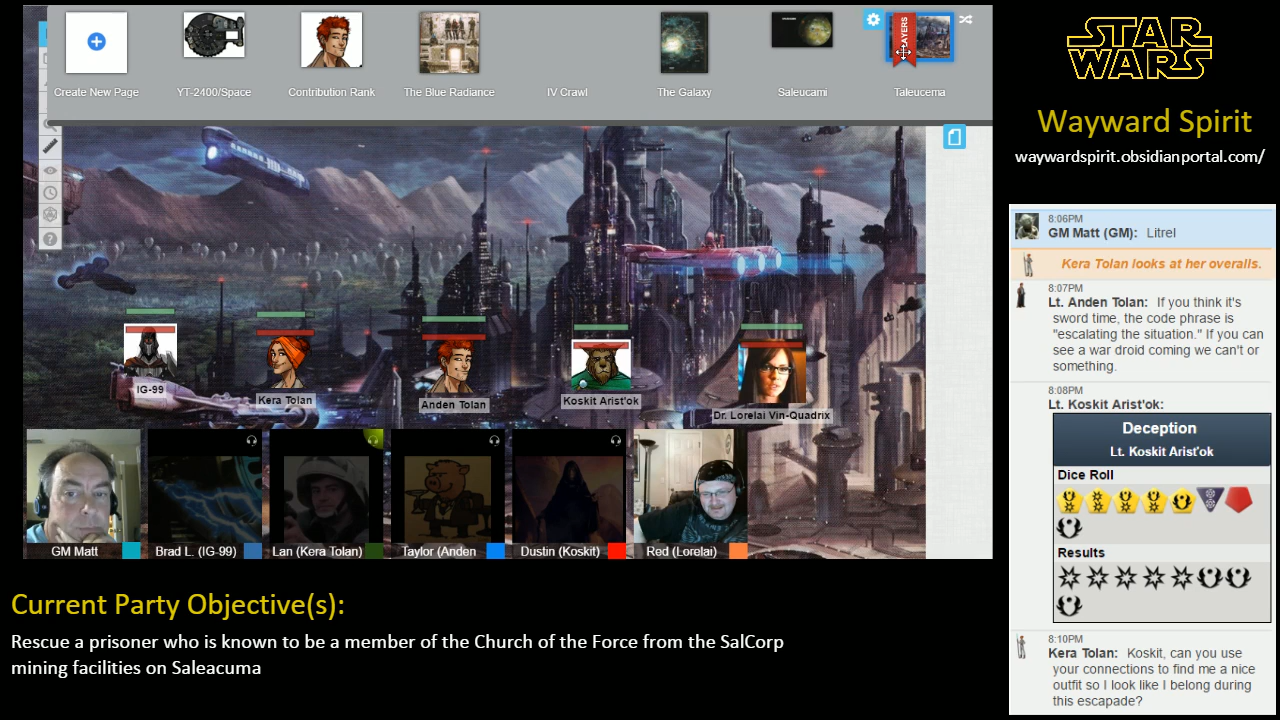 PLAYERS
Create New Page
YT-2400/Space
Contribution Rank
The Blue Radiance
IV Crawl
The Galaxy
Saleucami
Taleucema
IG-99
Kera Tolan
Anden Tolan
Koskit Arist'ok
Dr. Lorelai Vin-Quadrix
GM Matt
Brad L. (IG-99)
Lan (Kera Tolan)
Taylor (Anden
Dustin (Koskit)
Red (Lorelai)
Current Party Objective(s):
Rescue a prisoner who is known to be a member of the Church of the Force from the SalCorp
mining facilities on Saleacuma
STAR
WARS
Wayward Spirit
waywardspirit.obsidianportal.com/
8:06PM
GM Matt (GM): Litrel
Kera Tolan looks at her overalls.
8:07PM
Lt. Anden Tolan: If you think it's
sword time, the code phrase is
"escalating the situation." If you can
see a war droid coming we can't or
something.
8:08PM
Lt. Koskit Arist'ok:
Deception
Lt. Koskit Arist'ok
Dice Roll
Results
8:10PM
Kera Tolan: Koskit, can you use
your connections to find me a nice
outfit so I look like I belong during
this escapade?